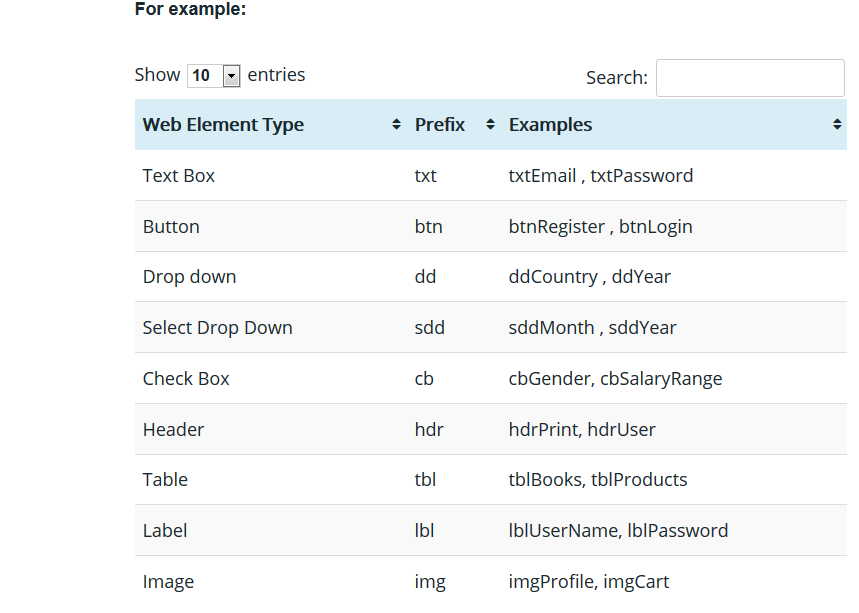 For example:
Show 10 entries
Search:
Web Element Type Prefix Examples
Text Box txt txtEmail , txtPassword
Button btn btnRegister , btnLogin
Drop down dd ddCountry , ddYear
Select Drop Down sdd sddMonth , sddYear
Check Box cb cbGender, cbSalaryRange
Header hdr hdrPrint, hdrUser
Table tbl tblBooks, tblProducts
Label lbl lblUserName, lblPassword
Image img imgProfile, imgCart